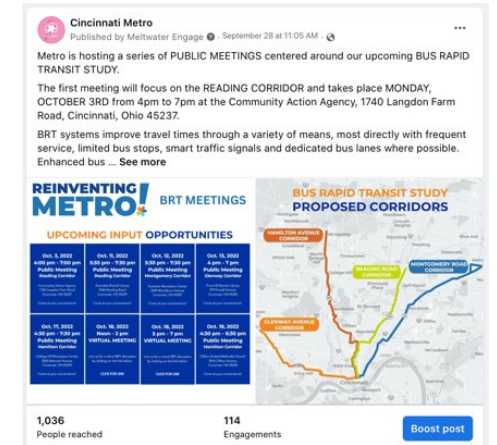 Cincinnati Metro
Published by Meltwater Engage · September 28 at 11:05 AM ·
Metro is hosting a series of PUBLIC MEETINGS centered around our upcoming BUS RAPID
TRANSIT STUDY.
The first meeting will focus on the READING CORRIDOR and takes place MONDAY,
OCTOBER 3RD from 4pm to 7pm at the Community Action Agency, 1740 Langdon Farm
Road, Cincinnati, Ohio 45237.
BRT systems improve travel times through a variety of means, most directly with frequent
service, limited bus stops, smart traffic signals and dedicated bus lanes where possible.
Enhanced bus ... See more
REINVENTING
METRO! BRT MEETINGS
UPCOMING INPUT OPPORTUNITIES
Oct. 3, 2022
4:00 pm - 7:00 pm
Public Meeting
Reading Corridor
Oct. 11, 2022
5:30 pm - 7:30 pm
Public Meeting
Reading Corridor
Oct. 12, 2022
5:30 pm - 7:30 pm
Public Meeting
Montgomery Corridor
Oct. 13, 2022
4 pm - 7 pm
Public Meeting
Glenway Corridor
Oct. 17, 2022
4:30 pm - 7:30 pm
Public Meeting
Hamilton Corridor
Oct. 18, 2022
Noon - 2 pm
VIRTUAL MEETING
CLICK FOR LINK
Oct. 18, 2022
5 pm - 7 pm
VIRTUAL MEETING
CLICK FOR LINK
Oct. 19, 2022
4:30 pm - 6:30 pm
Public Meeting
Hamilton Corridor
BUS RAPID TRANSIT STUDY
PROPOSED CORRIDORS
HAMILTON AVENUE
CORRIDOR
READING ROAD
CORRIDOR
MONTGOMERY ROAD
CORRIDOR
GLENWAY AVENUE
CORRIDOR
Cincinnati
1,036
People reached
114
Engagements
Boost post